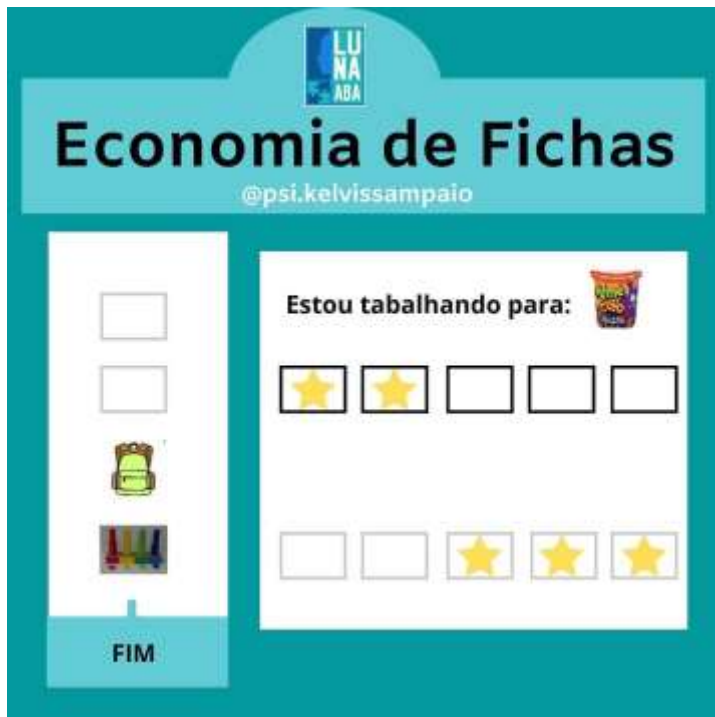 LU
NA
ABA
Economia de Fichas
@psi.kelvissampaio
Estou tabalhando para:
FIM